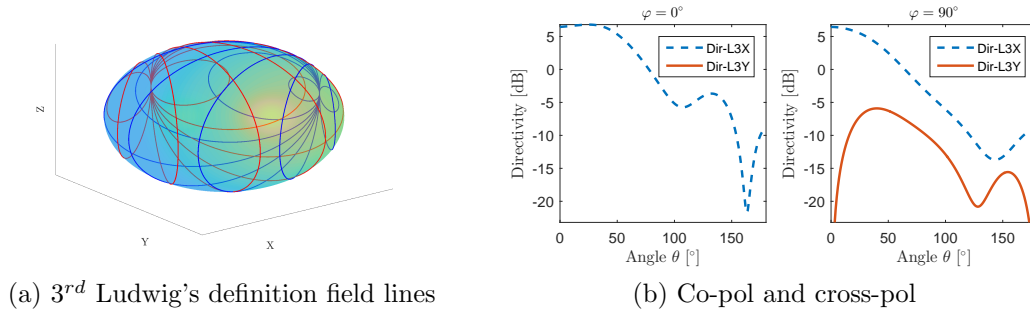 Z
Y
X
(a) 3^{rd} Ludwig's definition field lines
φ = 0°
5
0
-5
-10
-15
-20
Directivity [dB]
0
50
100
150
Angle θ [°]
Dir-L3X
Dir-L3Y
φ = 90°
5
0
-5
-10
-15
-20
Directivity [dB]
0
50
100
150
Angle θ [°]
Dir-L3X
Dir-L3Y
(b) Co-pol and cross-pol